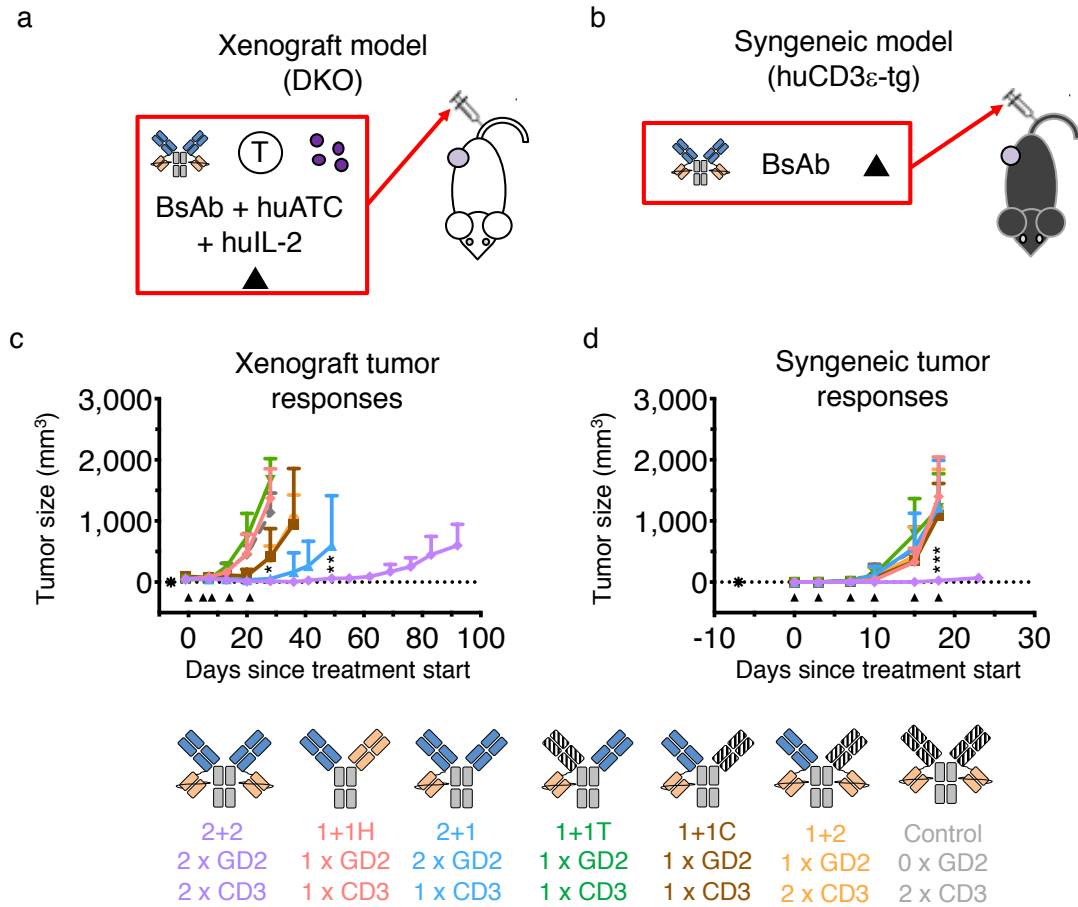 a
Xenograft model
(DKO)
T
BsAb + huATC
+ huIL-2
b
Syngeneic model
(huCD3ε-tg)
BsAb
c
Xenograft tumor
responses
Tumor size (mm³)
3,000
2,000
1,000
0
*
**
0 20 40 60 80 100
Days since treatment start
d
Syngeneic tumor
responses
Tumor size (mm³)
3,000
2,000
1,000
0
***
-10 0 10 20 30
Days since treatment start
2+2 1+1H 2+1 1+1T 1+1C 1+2 Control
2 x GD2 1 x GD2 2 x GD2 1 x GD2 1 x GD2 1 x GD2 0 x GD2
2 x CD3 1 x CD3 1 x CD3 1 x CD3 1 x CD3 2 x CD3 2 x CD3